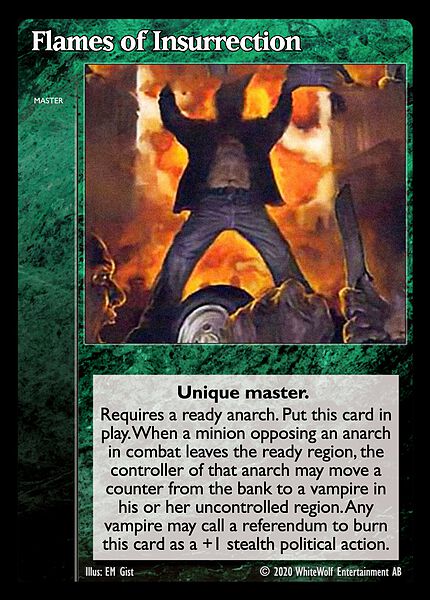 Flames of Insurrection
MASTER
Unique master.
Requires a ready anarch. Put this card in
play. When a minion opposing an anarch
in combat leaves the ready region, the
controller of that anarch may move a
counter from the bank to a vampire in
his or her uncontrolled region. Any
vampire may call a referendum to burn
this card as a +1 stealth political action.
Illus: EM Gist
© 2020 WhiteWolf Entertainment AB